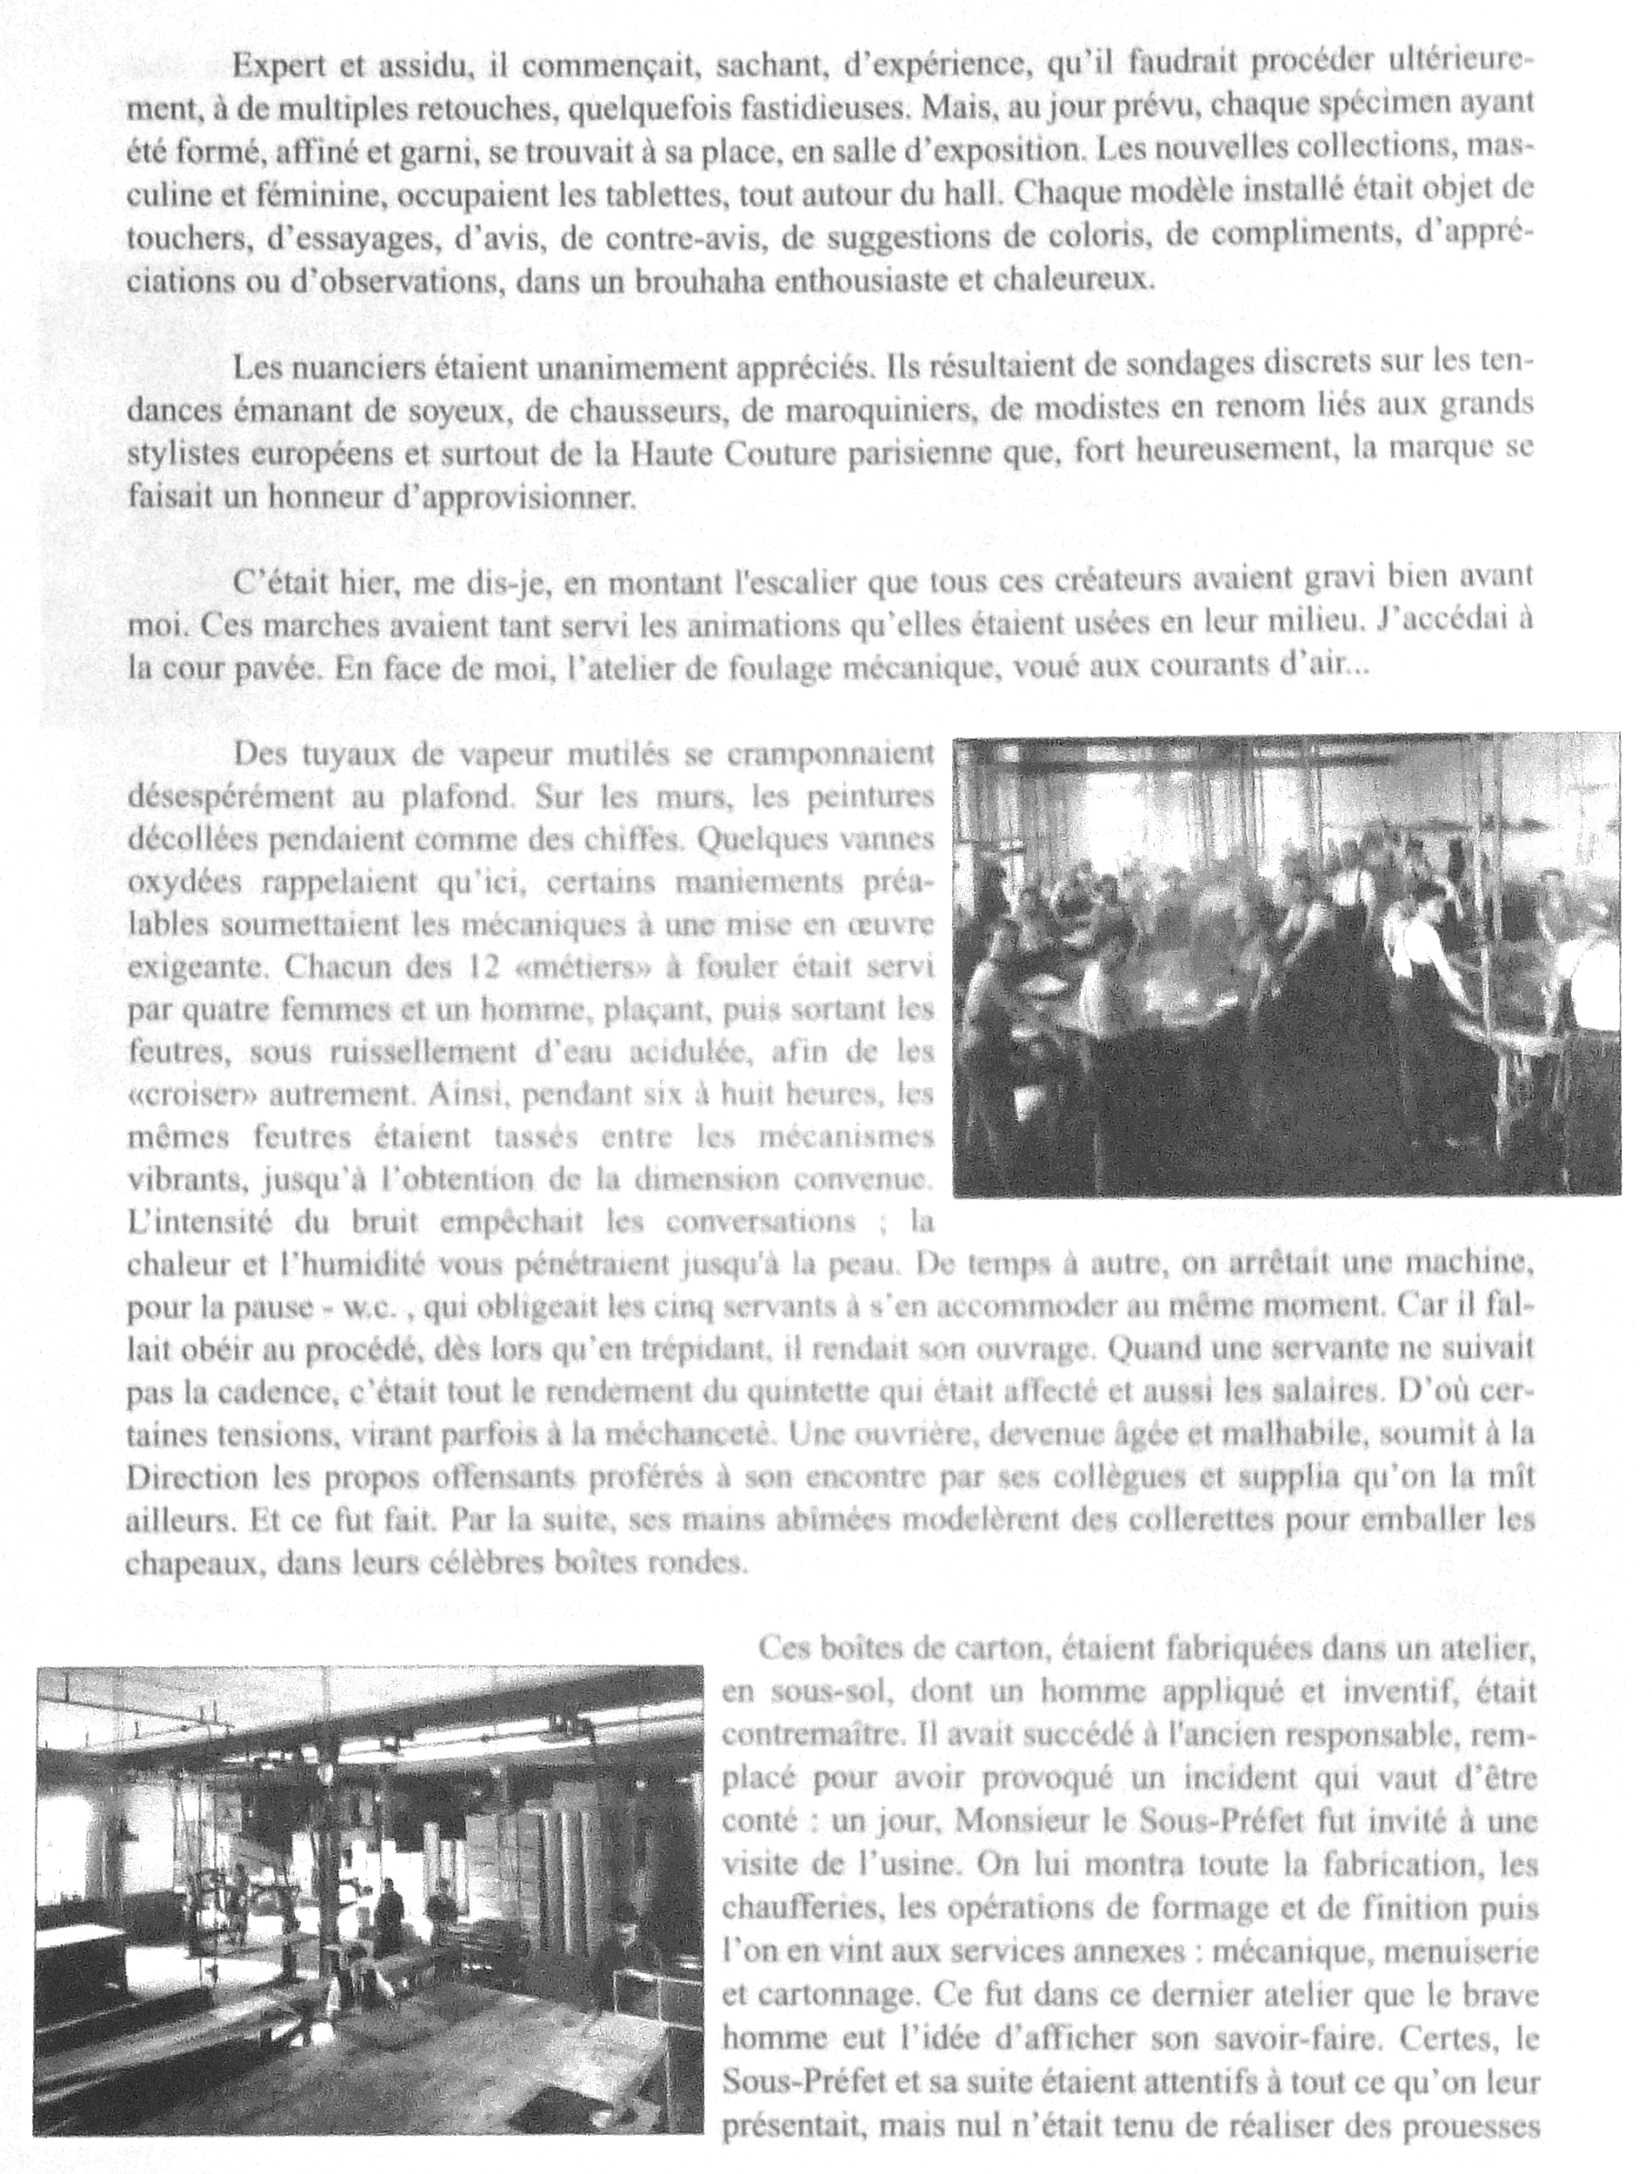 Expert et assidu, il commençait, sachant, d'expérience, qu'il faudrait procéder ultérieure-
ment, à de multiples retouches, quelquefois fastidieuses. Mais, au jour prévu, chaque spécimen ayant
été formé, affiné et garni, se trouvait à sa place, en salle d'exposition. Les nouvelles collections, mas-
culine et féminine, occupaient les tablettes, tout autour du hall. Chaque modèle installé était objet de
touchers, d'essayages, d'avis, de contre-avis, de suggestions de coloris, de compliments, d'appré-
ciations ou d'observations, dans un brouhaha enthousiaste et chaleureux.
Les nuanciers étaient unanimement appréciés. Ils résultaient de sondages discrets sur les ten-
dances émanant de soyeux, de chausseurs, de maroquiniers, de modistes en renom liés aux grands
stylistes européens et surtout de la Haute Couture parisienne que, fort heureusement, la marque se
faisait un honneur d'approvisionner.
C'était hier, me dis-je, en montant l'escalier que tous ces créateurs avaient gravi bien avant
moi. Ces marches avaient tant servi les animations qu'elles étaient usées en leur milieu. J'accédai à
la cour pavée. En face de moi, l'atelier de foulage mécanique, voué aux courants d'air...
Des tuyaux de vapeur mutilés se cramponnaient
désespérément au plafond. Sur les murs, les peintures
décollées pendaient comme des chiffes. Quelques vannes
oxydées rappelaient qu'ici, certains maniements préa-
lables soumettaient les mécaniques à une mise en œuvre
exigeante. Chacun des 12 «métiers» à fouler était servi
par quatre femmes et un homme, plaçant, puis sortant les
feutres, sous ruissellement d'eau acidulée, afin de les
«croiser» autrement. Ainsi, pendant six à huit heures, les
mêmes feutres étaient tassés entre les mécanismes
vibrants, jusqu'à l'obtention de la dimension convenue.
L'intensité du bruit empêchait les conversations ; la
chaleur et l'humidité vous pénétraient jusqu'à la peau. De temps à autre, on arrêtait une machine,
pour la pause - w.c. , qui obligeait les cinq servants à s'en accommoder au même moment. Car il fal-
lait obéir au procédé, dès lors qu'en trépidant, il rendait son ouvrage. Quand une servante ne suivait
pas la cadence, c'était tout le rendement du quintette qui était affecté et aussi les salaires. D'où cer-
taines tensions, virant parfois à la méchanceté. Une ouvrière, devenue âgée et malhabile, soumit à la
Direction les propos offensants proférés à son encontre par ses collègues et supplia qu'on la mît
ailleurs. Et ce fut fait. Par la suite, ses mains abîmées modelèrent des collerettes pour emballer les
chapeaux, dans leurs célèbres boîtes rondes.
Ces boîtes de carton, étaient fabriquées dans un atelier,
en sous-sol, dont un homme appliqué et inventif, était
contremaître. Il avait succédé à l'ancien responsable, rem-
placé pour avoir provoqué un incident qui vaut d'être
conté : un jour, Monsieur le Sous-Préfet fut invité à une
visite de l'usine. On lui montra toute la fabrication, les
chaufferies, les opérations de formage et de finition puis
l'on en vint aux services annexes : mécanique, menuiserie
et cartonnage. Ce fut dans ce dernier atelier que le brave
homme eut l'idée d'afficher son savoir-faire. Certes, le
Sous-Préfet et sa suite étaient attentifs à tout ce qu'on leur
présentait, mais nul n'était tenu de réaliser des prouesses